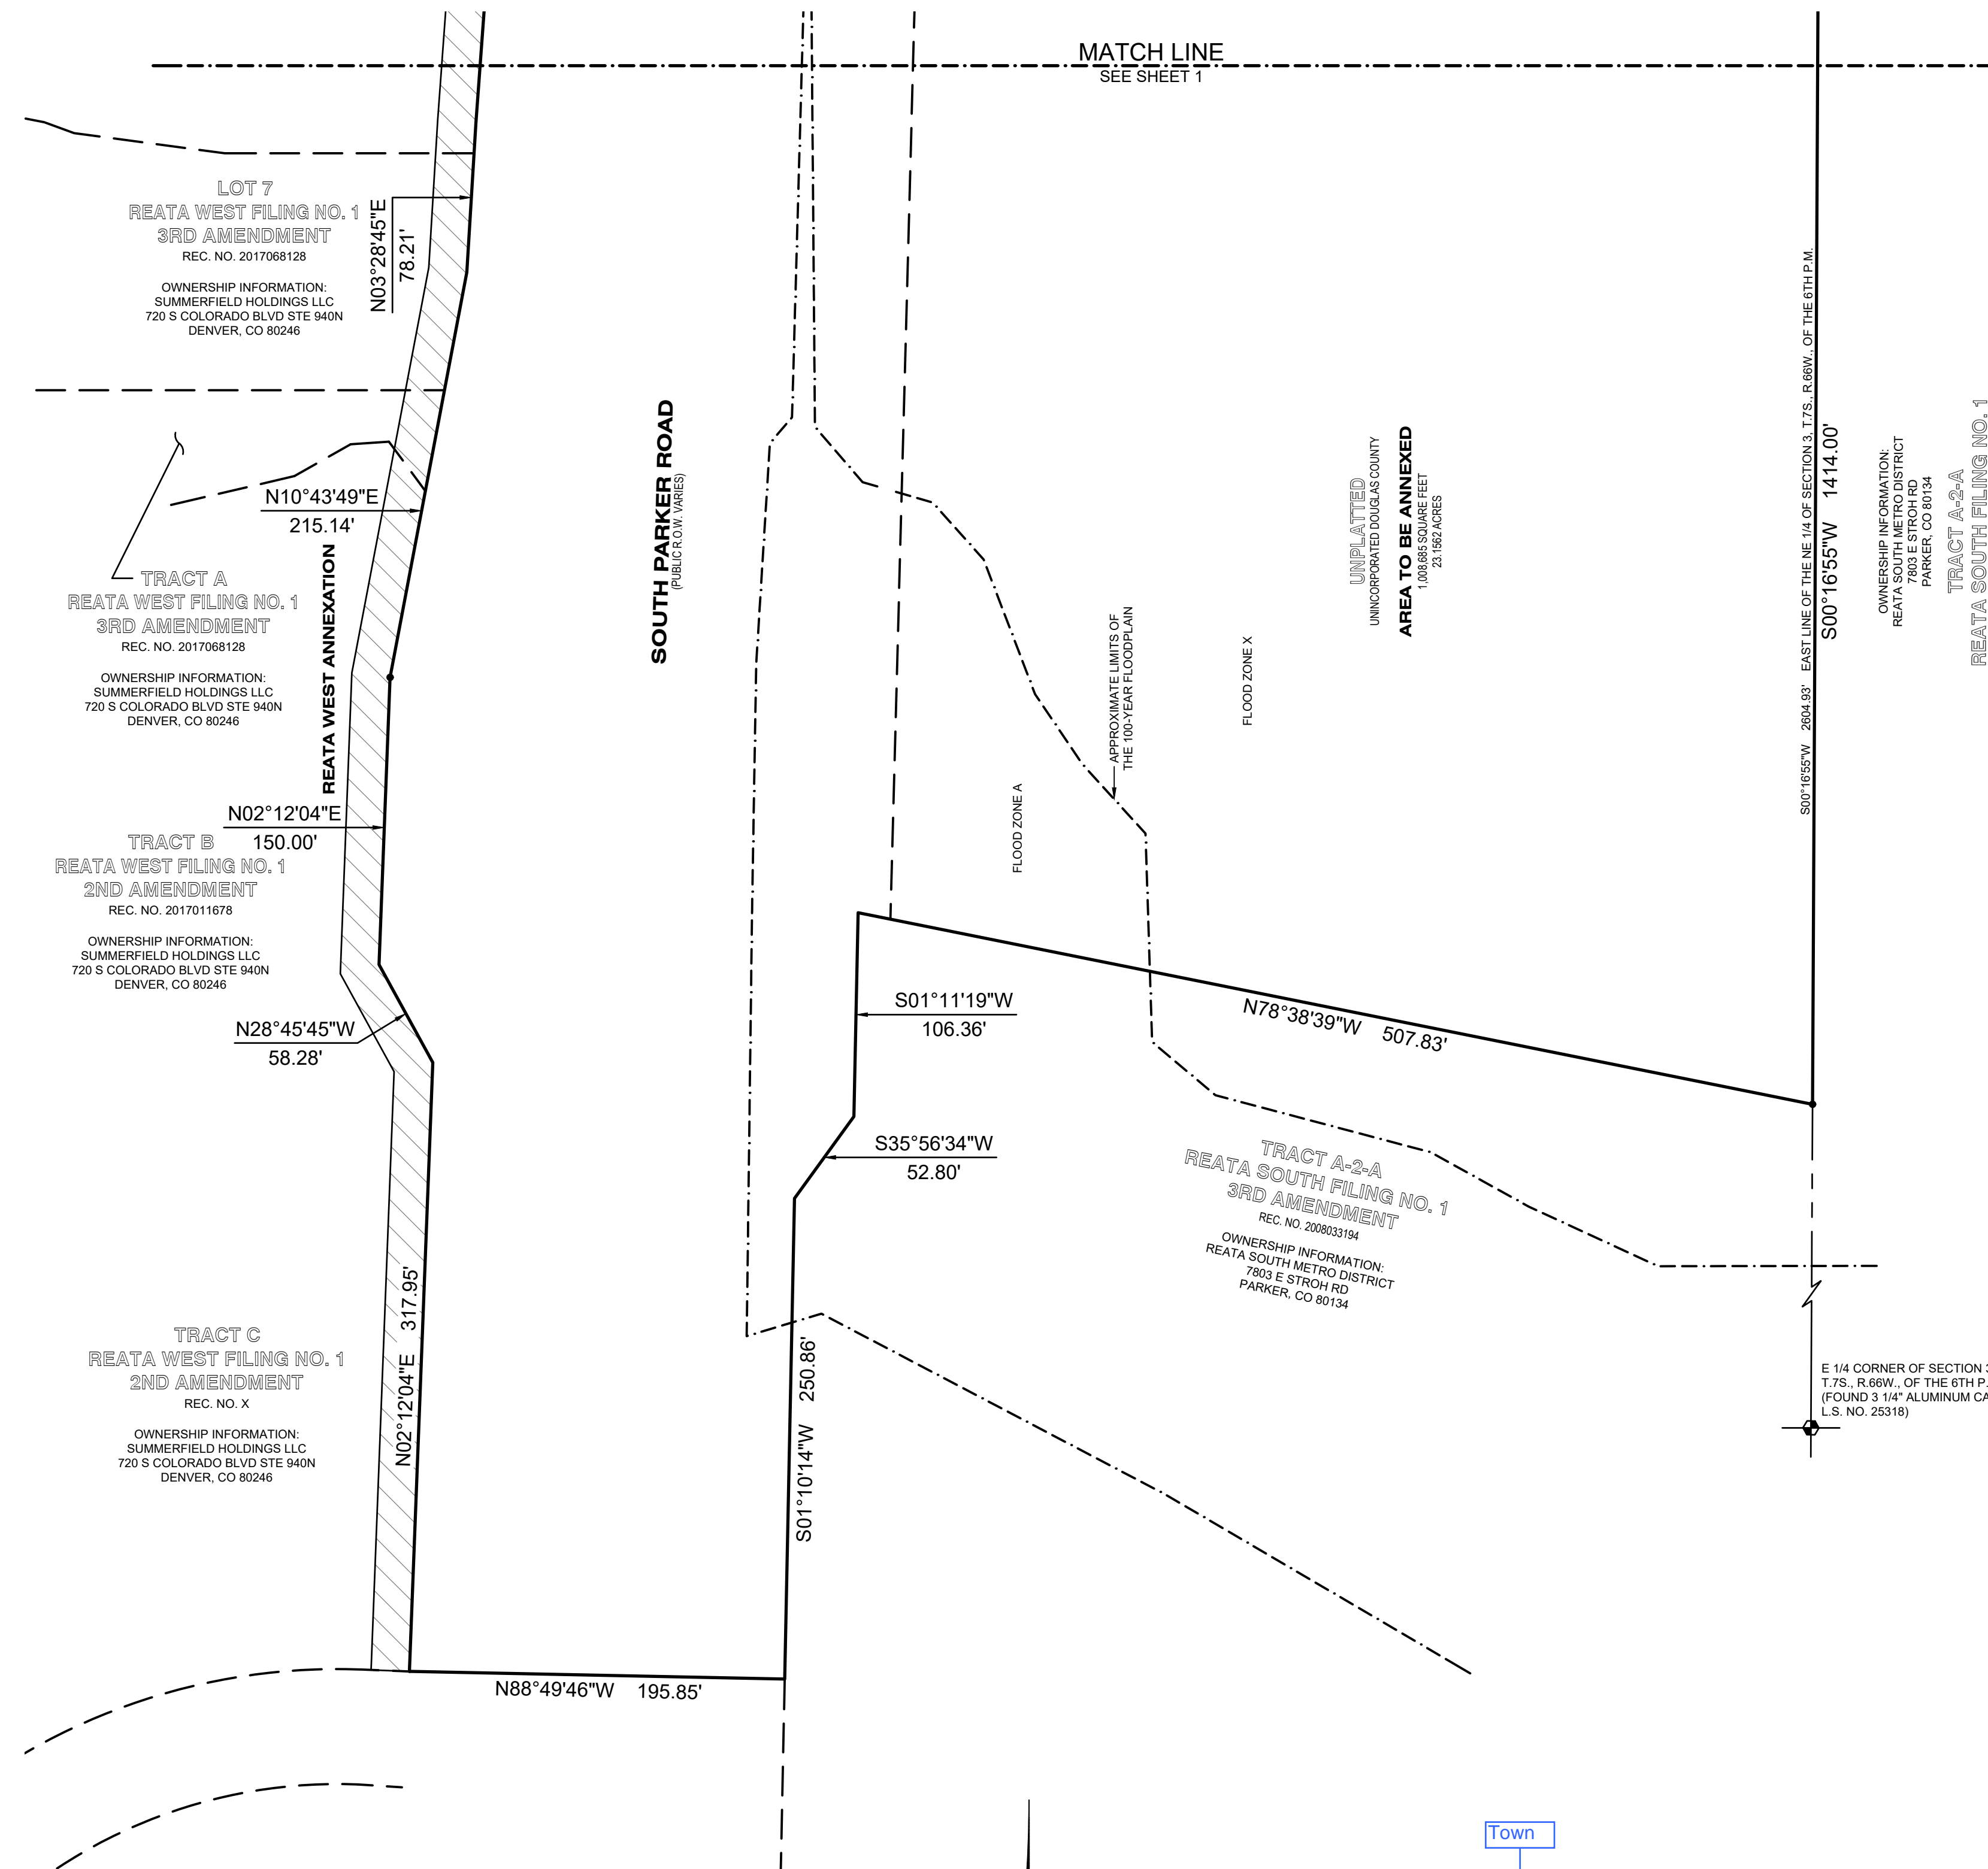 MATCH LINE
SEE SHEET 1
LOT 7
REATA WEST FILING NO. 1
3RD AMENDMENT
REC. NO. 2017068128
OWNERSHIP INFORMATION:
SUMMERFIELD HOLDINGS LLC
720 S COLORADO BLVD STE 940N
DENVER, CO 80246
N03°28'45"E
78.21'
N10°43'49"E
215.14'
TRACT A
REATA WEST FILING NO. 1
3RD AMENDMENT
REC. NO. 2017068128
OWNERSHIP INFORMATION:
SUMMERFIELD HOLDINGS LLC
720 S COLORADO BLVD STE 940N
DENVER, CO 80246
REATA WEST ANNEXATION
N02°12'04"E
150.00'
TRACT B
REATA WEST FILING NO. 1
2ND AMENDMENT
REC. NO. 2017011678
OWNERSHIP INFORMATION:
SUMMERFIELD HOLDINGS LLC
720 S COLORADO BLVD STE 940N
DENVER, CO 80246
N28°45'45"W
58.28'
TRACT C
REATA WEST FILING NO. 1
2ND AMENDMENT
REC. NO. X
OWNERSHIP INFORMATION:
SUMMERFIELD HOLDINGS LLC
720 S COLORADO BLVD STE 940N
DENVER, CO 80246
N02°12'04"E 317.95'
SOUTH PARKER ROAD
(PUBLIC R.O.W. VARIES)
UNPLATTED
UNINCORPORATED DOUGLAS COUNTY
AREA TO BE ANNEXED
1,008,685 SQUARE FEET
23.1562 ACRES
APPROXIMATE LIMITS OF
THE 100-YEAR FLOODPLAIN
FLOOD ZONE X
FLOOD ZONE A
S00°16'55"W 2604.93' EAST LINE OF THE NE 1/4 OF SECTION 3, T.7S., R.66W., OF THE 6TH P.M.
S00°16'55"W 1414.00'
OWNERSHIP INFORMATION:
REATA SOUTH METRO DISTRICT
7803 E STROH RD
PARKER, CO 80134
TRACT A-2-A
REATA SOUTH FILING NO. 1
S01°11'19"W
106.36'
N78°38'39"W 507.83'
S35°56'34"W
52.80'
TRACT A-2-A
REATA SOUTH FILING NO. 1
3RD AMENDMENT
REC. NO. 2008033194
OWNERSHIP INFORMATION:
REATA SOUTH METRO DISTRICT
7803 E STROH RD
PARKER, CO 80134
S01°10'14"W 250.86'
E 1/4 CORNER OF SECTION
T.7S., R.66W., OF THE 6TH
(FOUND 3 1/4" ALUMINUM
L.S. NO. 25318)
N88°49'46"W 195.85'
Town